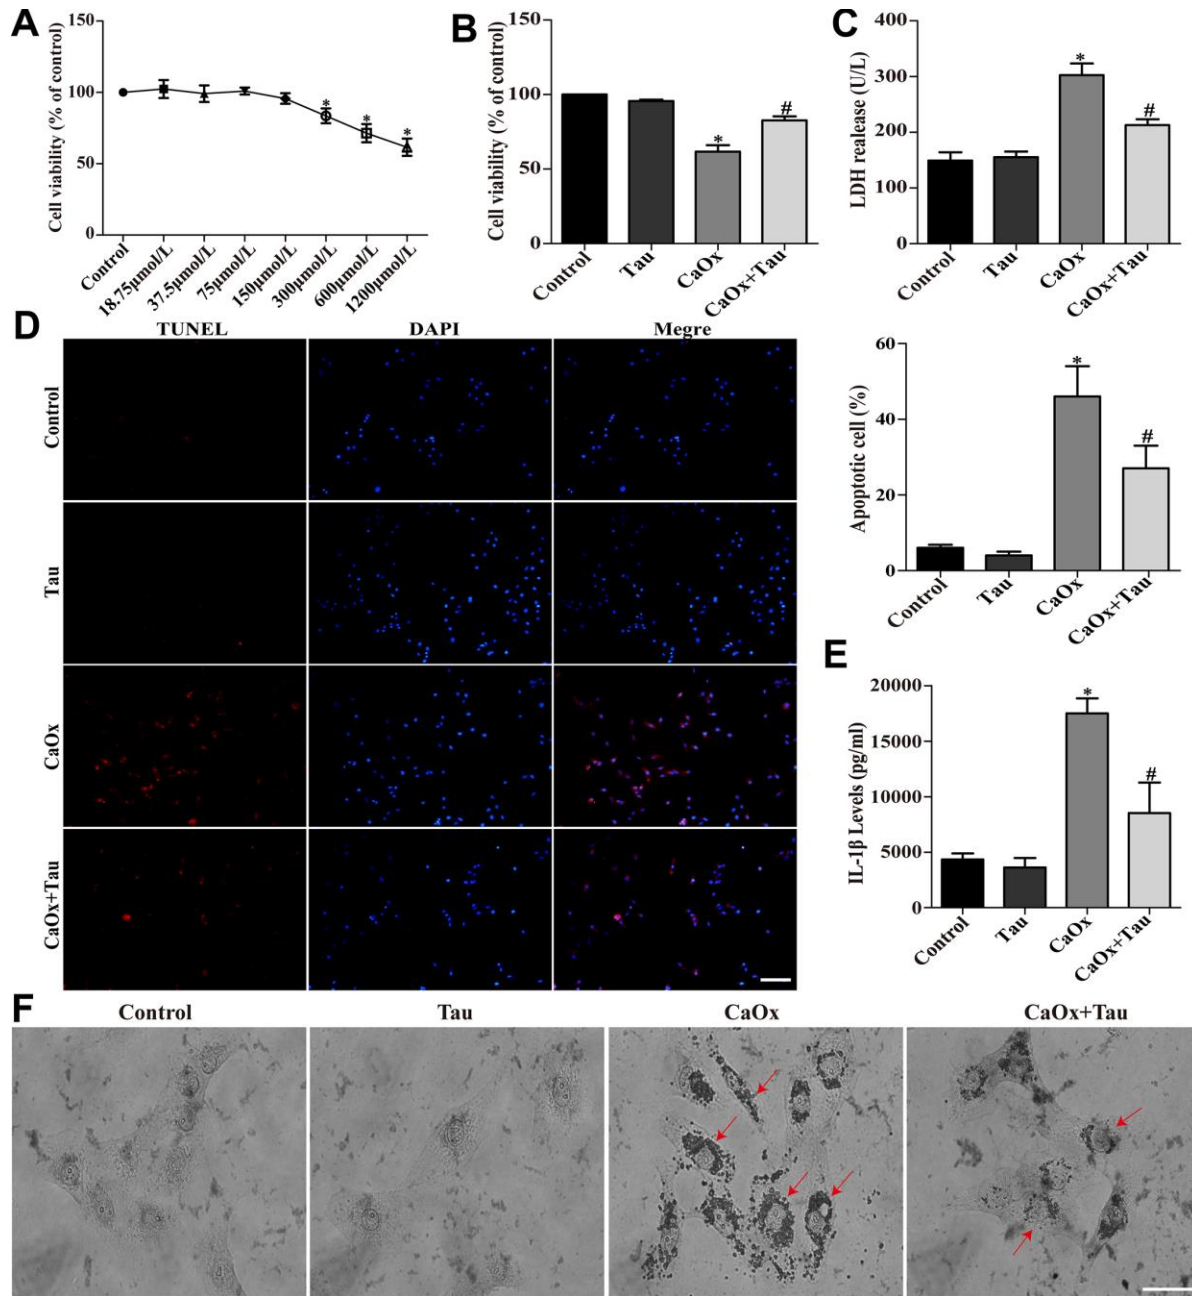 A
Cell viability (% of control)
150
100
50
0
*
*
*
Control
18.75μmol/L
37.5μmol/L
75μmol/L
150μmol/L
300μmol/L
600μmol/L
1200μmol/L
B
Cell viability (% of control)
150
100
50
0
*
#
Control
Tau
CaOx
CaOx+Tau
C
LDH realease (U/L)
400
300
200
100
0
*
#
Control
Tau
CaOx
CaOx+Tau
D
TUNEL DAPI Megre
Control
Tau
CaOx
CaOx+Tau
Apoptotic cell (%)
60
40
20
0
*
#
Control
Tau
CaOx
CaOx+Tau
E
IL-1β Levels (pg/ml)
20000
15000
10000
5000
0
*
#
Control
Tau
CaOx
CaOx+Tau
F
Control Tau CaOx CaOx+Tau